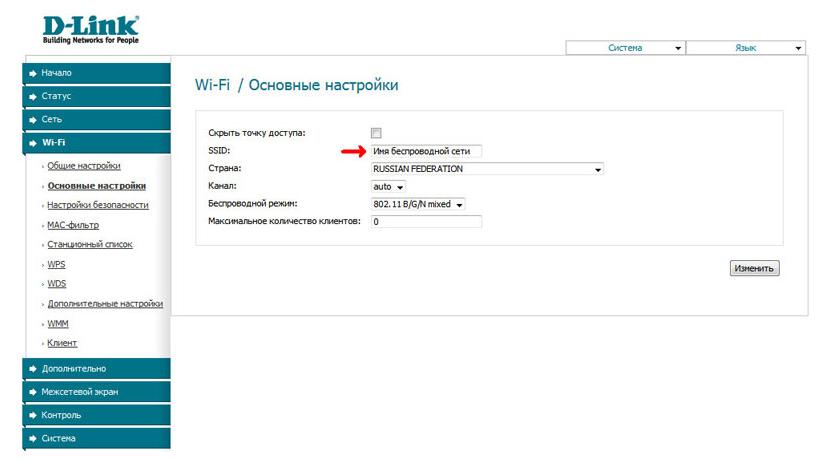 D-Link
Building Networks for People
Система
Язык
Начало
Статус
Сеть
Wi-Fi
Общие настройки
Основные настройки
Настройки безопасности
MAC-фильтр
Станционный список
WPS
WDS
Дополнительные настройки
WMM
Клиент
Дополнительно
Межсетевой экран
Контроль
Система
Wi-Fi / Основные настройки
Скрыть точку доступа:
SSID: Имя беспроводной сети
Страна: RUSSIAN FEDERATION
Канал: auto
Беспроводной режим: 802.11 B/G/N mixed
Максимальное количество клиентов: 0
Изменить